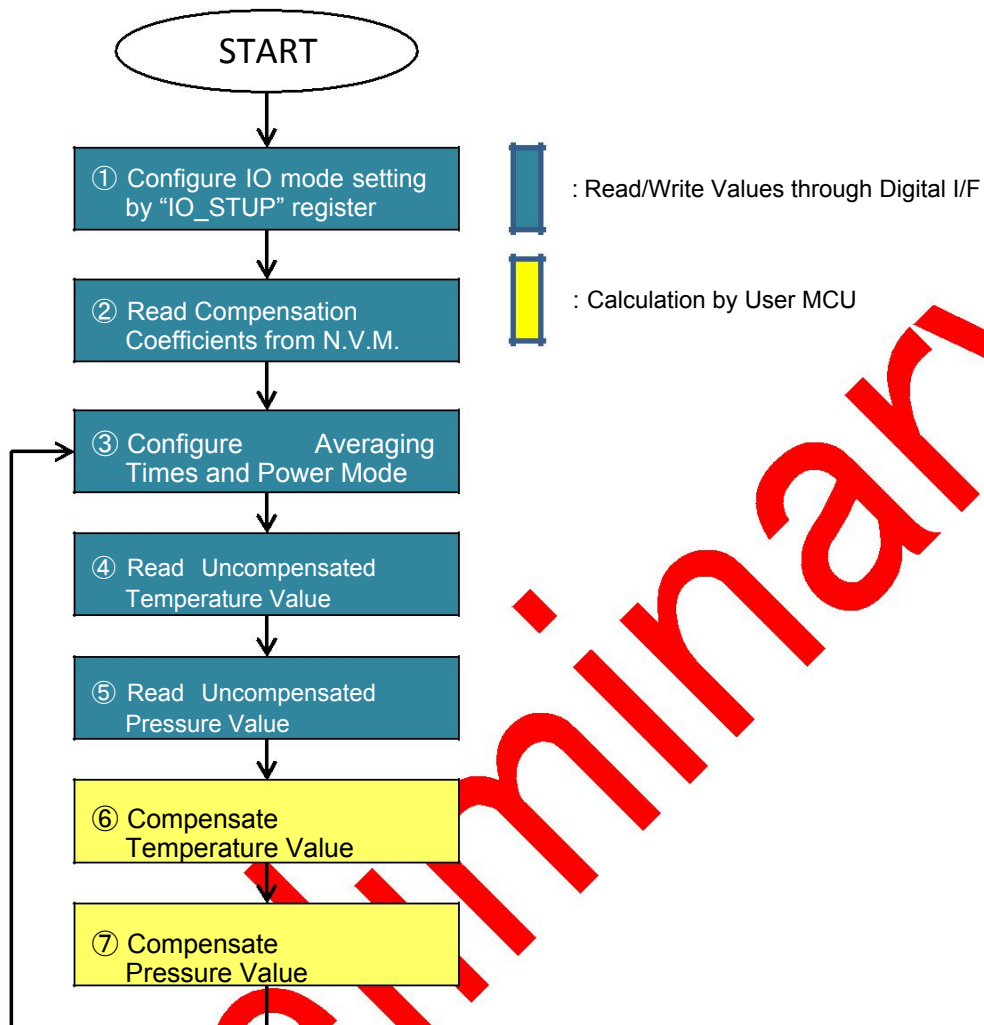 START
① Configure IO mode setting
by “IO_STUP” register
: Read/Write Values through Digital I/F
② Read Compensation
Coefficients from N.V.M.
: Calculation by User MCU
③ Configure Averaging
Times and Power Mode
④ Read Uncompensated
Temperature Value
⑤ Read Uncompensated
Pressure Value
⑥ Compensate
Temperature Value
⑦ Compensate
Pressure Value